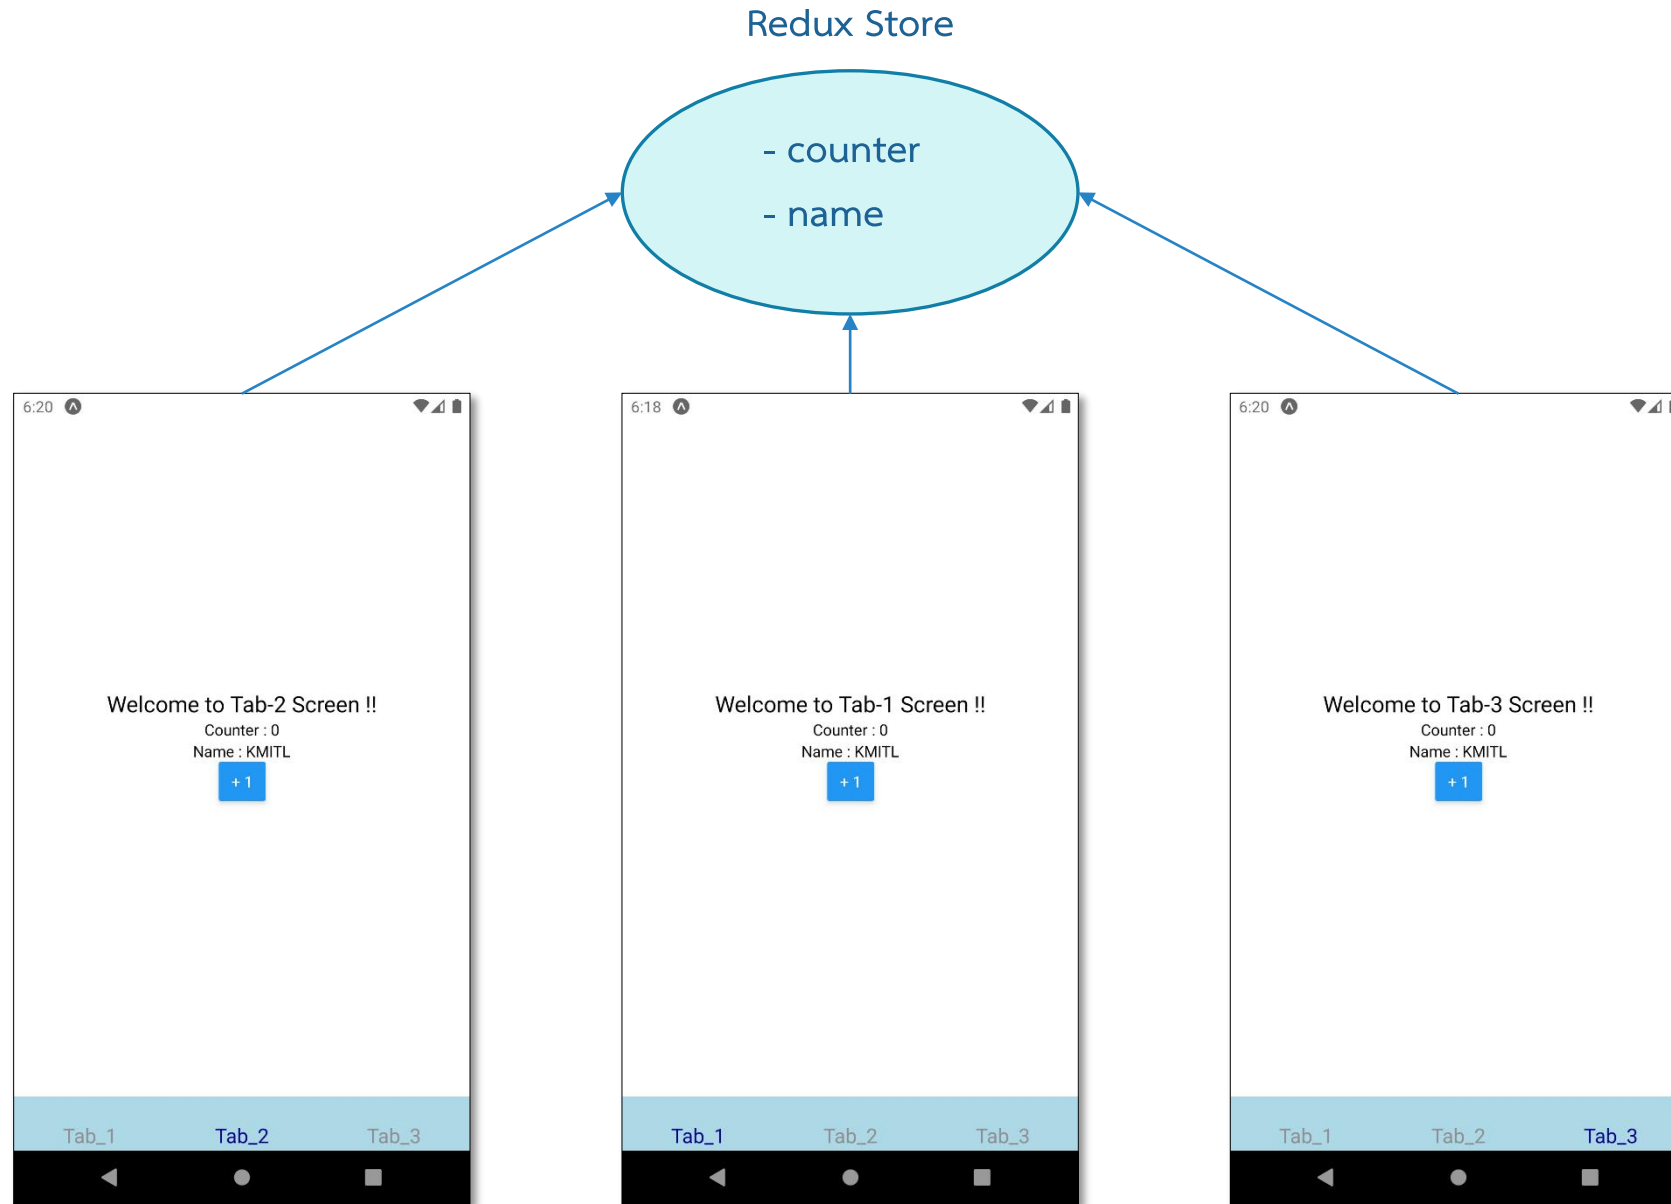 Redux Store
- counter
- name
6:20
Welcome to Tab-2 Screen !!
Counter : 0
Name : KMITL
+ 1
Tab_1 Tab_2 Tab_3
6:18
Welcome to Tab-1 Screen !!
Counter : 0
Name : KMITL
+ 1
Tab_1 Tab_2 Tab_3
6:20
Welcome to Tab-3 Screen !!
Counter : 0
Name : KMITL
+ 1
Tab_1 Tab_2 Tab_3